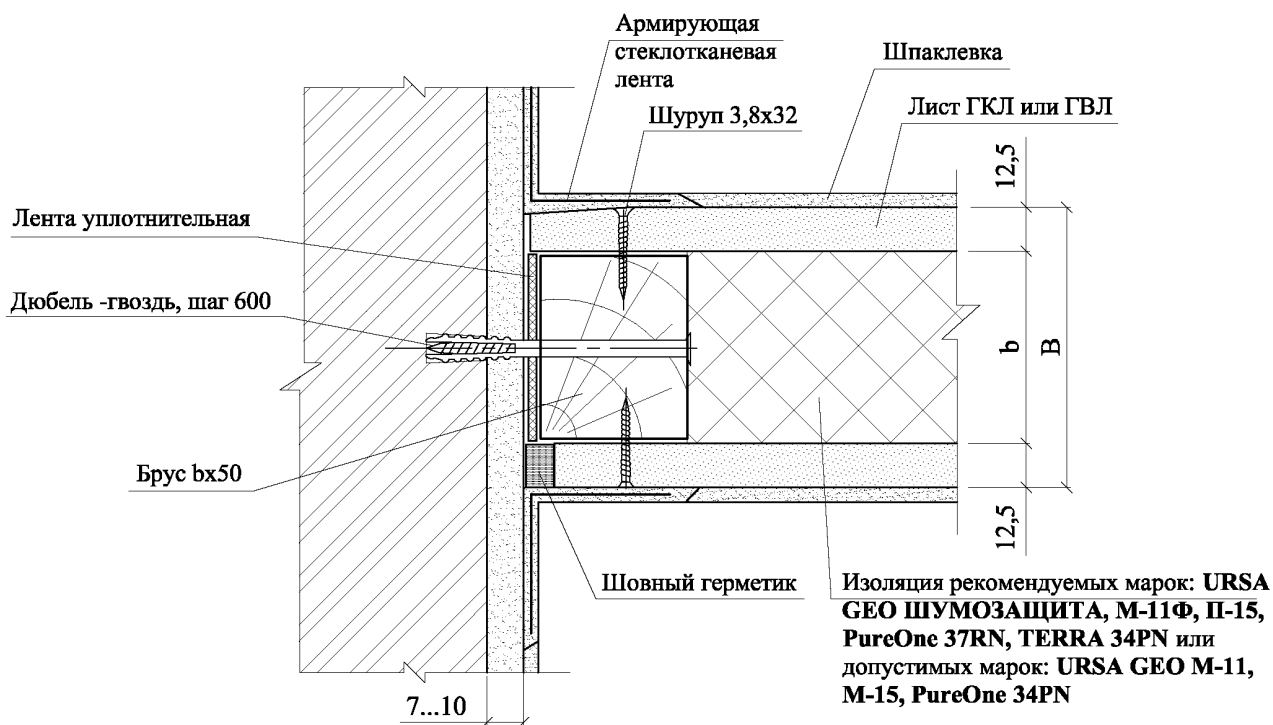 Армирующая
стеклотканевая
лента
Шпаклевка
Шуруп 3,8х32
Лист ГКЛ или ГВЛ
12,5
Лента уплотнительная
Дюбель -гвоздь, шаг 600
b
B
Брус bх50
12,5
Шовный герметик
Изоляция рекомендуемых марок: URSA
GEO ШУМОЗАЩИТА, М-11Ф, П-15,
PureOne 37RN, TERRA 34PN или
допустимых марок: URSA GEO М-11,
М-15, PureOne 34PN
7...10